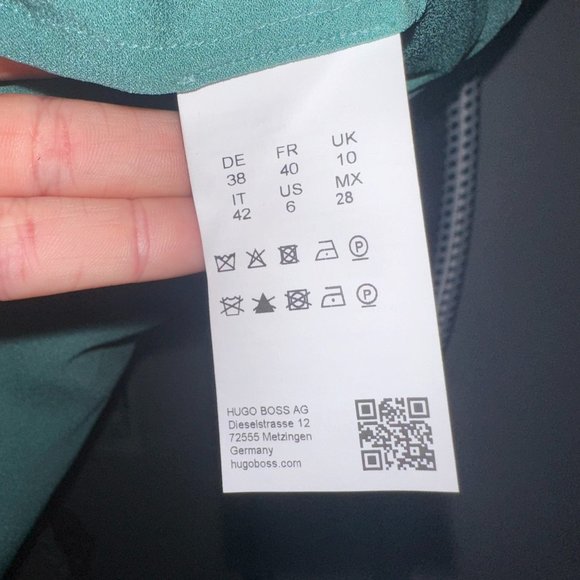 DE FR UK
38 40 10
IT US MX
42 6 28
P
P
HUGO BOSS AG
Dieselstrasse 12
72555 Metzingen
Germany
hugoboss.com